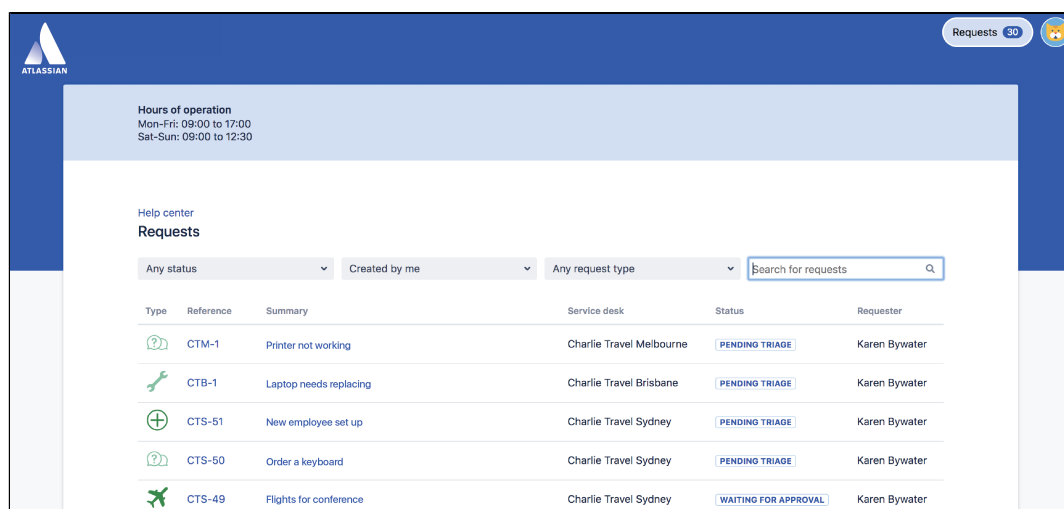 ATLASSIAN
Requests 30
Hours of operation
Mon-Fri: 09:00 to 17:00
Sat-Sun: 09:00 to 12:30
Help center
Requests
Any status
Created by me
Any request type
Search for requests
Type Reference Summary Service desk Status Requester
CTM-1 Printer not working Charlie Travel Melbourne PENDING TRIAGE Karen Bywater
CTB-1 Laptop needs replacing Charlie Travel Brisbane PENDING TRIAGE Karen Bywater
CTS-51 New employee set up Charlie Travel Sydney PENDING TRIAGE Karen Bywater
CTS-50 Order a keyboard Charlie Travel Sydney PENDING TRIAGE Karen Bywater
CTS-49 Flights for conference Charlie Travel Sydney WAITING FOR APPROVAL Karen Bywater